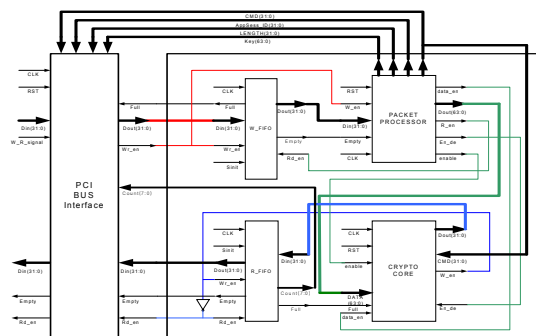 CMD(31:0)
AppSess_ID(31:0)
LENGTH(31:0)
Key(63:0)
CLK
RST
Din(31:0)
W_R_signal
PCI
BUS
Interface
Din(31:0)
Empty
Rd_en
Full
Dout(31:0)
Wr_en
Count(7:0)
Din(31:0)
Empty
Rd_en
CLK
Full
Din(31:0)
Wr_en
Sinit
W_FIFO
Dout(31:0)
Empty
Rd_en
RST
W_en
Din(31:0)
Empty
CLK
PACKET
PROCESSOR
data_en
Dout(63:0)
R_en
En_de
enable
CLK
Sinit
Dout(31:0)
Wr_en
Empty
Rd_en
R_FIFO
Din(31:0)
Count(7:0)
Full
CLK
RST
enable
DATA
(63:0)
Full
data_en
CRYPTO
CORE
Dout(31:0)
CMD(31:0)
W_en
En_de